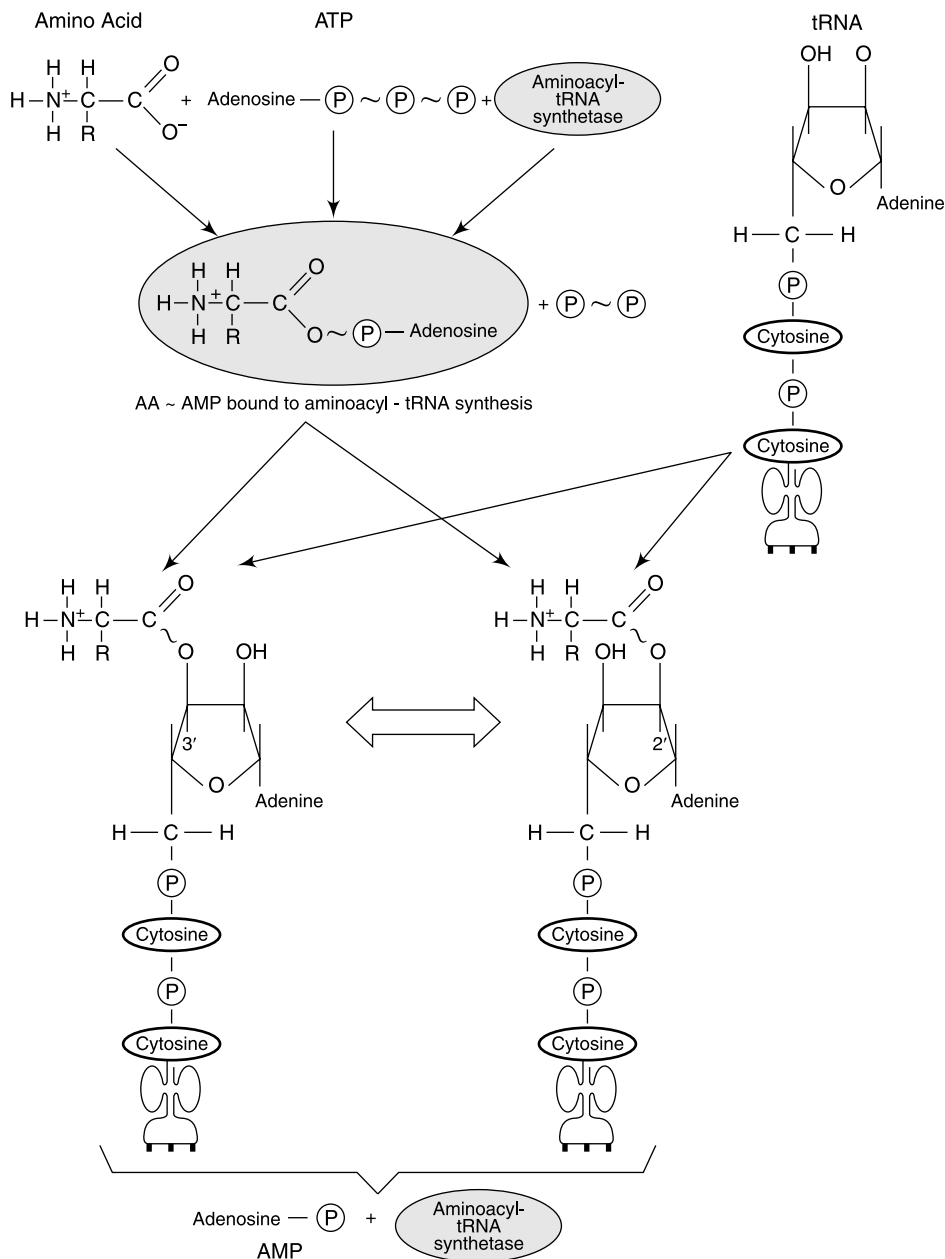 Amino Acid
ATP
tRNA
OH O
H H O
H—N+—C—C + Adenosine—P~P~P + Aminoacyl-
tRNA
synthetase
H R O−
O
Adenine
H—C—H
P
Cytosine
P
Cytosine
H H O
H—N+—C—C + P~P
H R O~P—Adenosine
AA ~ AMP bound to aminoacyl - tRNA synthesis
H H O
H—N+—C—C
H R ~O OH
3′
O
Adenine
H—C—H
P
Cytosine
P
Cytosine
H H O
H—N+—C—C
H R OH ~O
2′
O
Adenine
H—C—H
P
Cytosine
P
Cytosine
Adenosine—P + Aminoacyl-
tRNA
synthetase
AMP